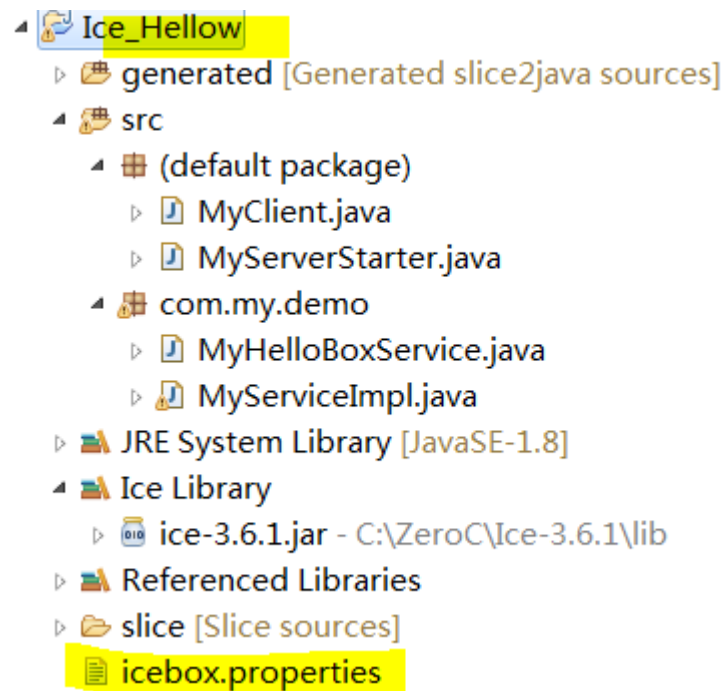 Ice_Hellow
generated [Generated slice2java sources]
src
(default package)
MyClient.java
MyServerStarter.java
com.my.demo
MyHelloBoxService.java
MyServiceImpl.java
JRE System Library [JavaSE-1.8]
Ice Library
ice-3.6.1.jar - C:\ZeroC\Ice-3.6.1\lib
Referenced Libraries
slice [Slice sources]
icebox.properties